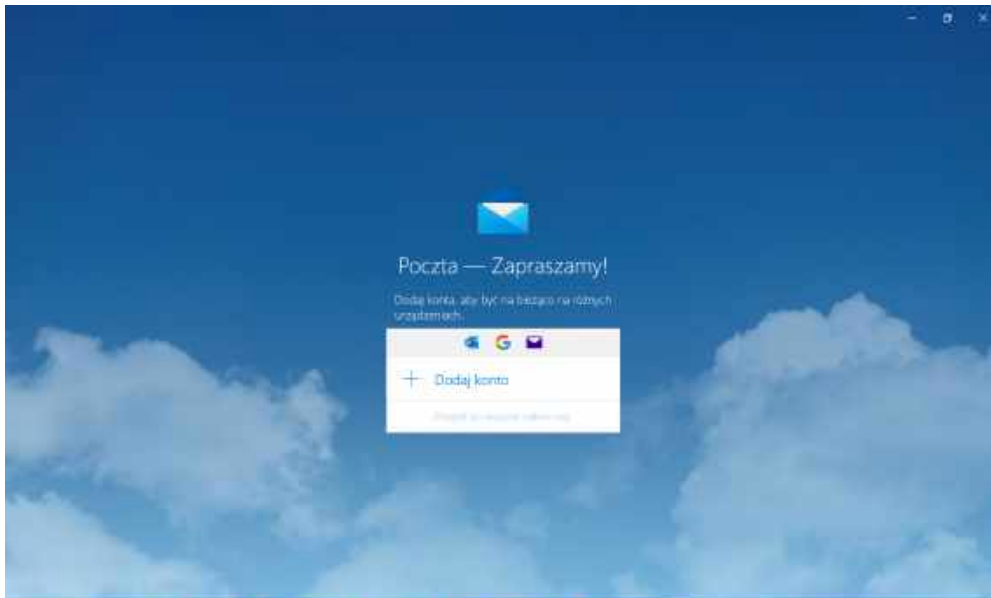 Poczta — Zapraszamy!
Dodaj konta, aby być na bieżąco na różnych
urządzeniach.
Dodaj konto